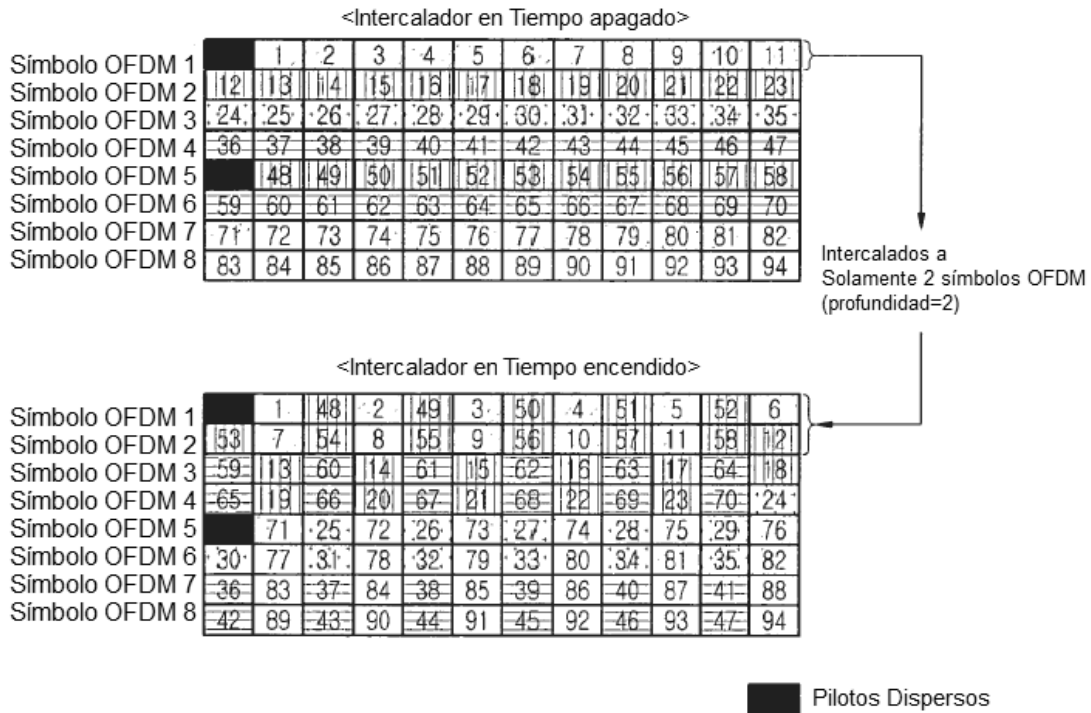 <Intercalador en Tiempo apagado>
Símbolo OFDM 1 1 2 3 4 5 6 7 8 9 10 11
Símbolo OFDM 2 12 13 14 15 16 17 18 19 20 21 22 23
Símbolo OFDM 3 24 25 26 27 28 29 30 31 32 33 34 35
Símbolo OFDM 4 36 37 38 39 40 41 42 43 44 45 46 47
Símbolo OFDM 5 48 49 50 51 52 53 54 55 56 57 58
Símbolo OFDM 6 59 60 61 62 63 64 65 66 67 68 69 70
Símbolo OFDM 7 71 72 73 74 75 76 77 78 79 80 81 82
Símbolo OFDM 8 83 84 85 86 87 88 89 90 91 92 93 94
Intercalados a
Solamente 2 símbolos OFDM
(profundidad=2)
<Intercalador en Tiempo encendido>
Símbolo OFDM 1 1 48 2 49 3 50 4 51 5 52 6
Símbolo OFDM 2 53 7 54 8 55 9 56 10 57 11 58 12
Símbolo OFDM 3 59 13 60 14 61 15 62 16 63 17 64 18
Símbolo OFDM 4 65 19 66 20 67 21 68 22 69 23 70 24
Símbolo OFDM 5 71 25 72 26 73 27 74 28 75 29 76
Símbolo OFDM 6 30 77 31 78 32 79 33 80 34 81 35 82
Símbolo OFDM 7 36 83 37 84 38 85 39 86 40 87 41 88
Símbolo OFDM 8 42 89 43 90 44 91 45 92 46 93 47 94
Pilotos Dispersos